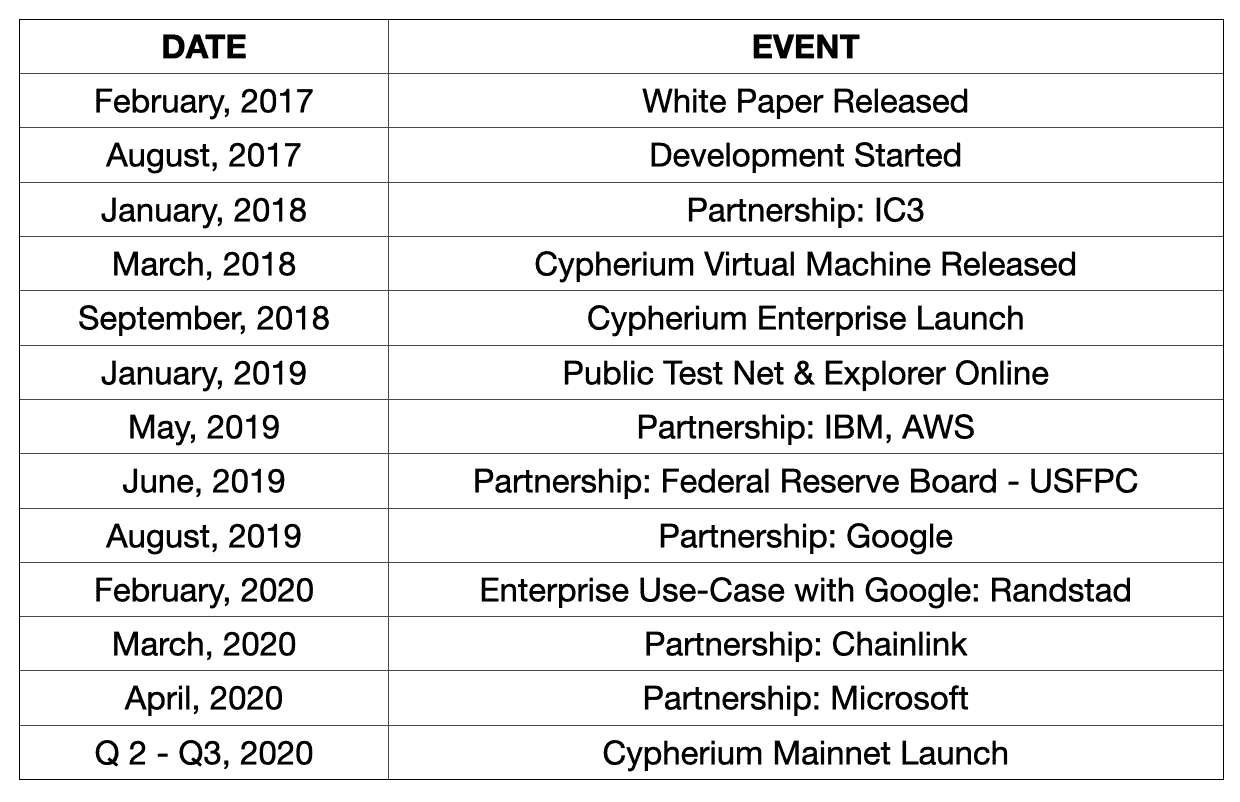 DATE EVENT
February, 2017 White Paper Released
August, 2017 Development Started
January, 2018 Partnership: IC3
March, 2018 Cypherium Virtual Machine Released
September, 2018 Cypherium Enterprise Launch
January, 2019 Public Test Net & Explorer Online
May, 2019 Partnership: IBM, AWS
June, 2019 Partnership: Federal Reserve Board - USFPC
August, 2019 Partnership: Google
February, 2020 Enterprise Use-Case with Google: Randstad
March, 2020 Partnership: Chainlink
April, 2020 Partnership: Microsoft
Q 2 - Q3, 2020 Cypherium Mainnet Launch